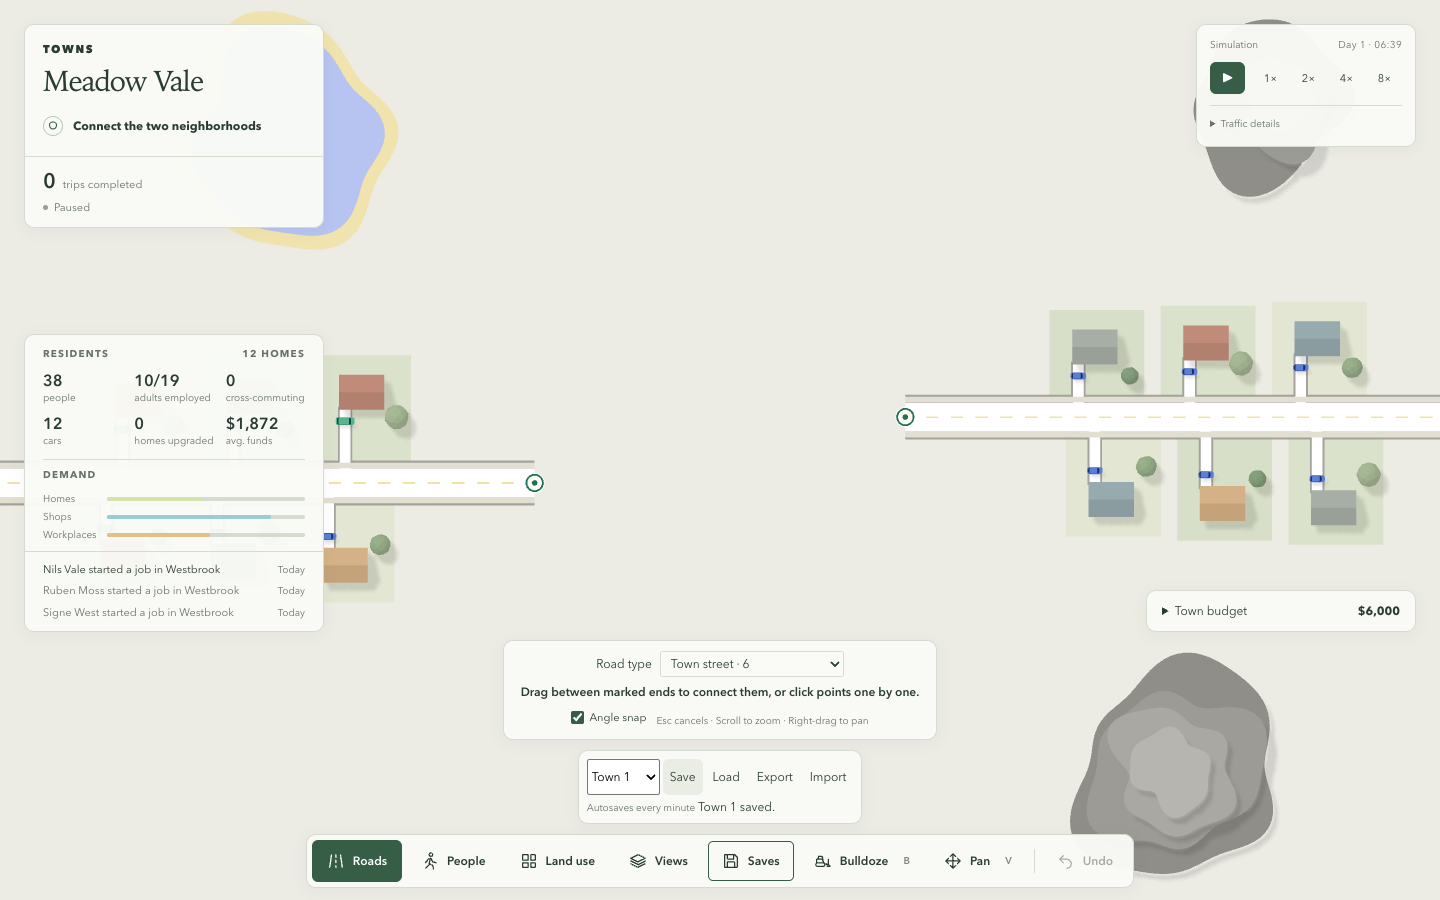 TOWNS
Meadow Vale
Connect the two neighborhoods
0 trips completed
Paused
Simulation Day 1 · 06:39
1× 2× 4× 8×
Traffic details
RESIDENTS 12 HOMES
38 10/19 0
people adults employed cross-commuting
12 0 $1,872
cars homes upgraded avg. funds
DEMAND
Homes
Shops
Workplaces
Nils Vale started a job in Westbrook Today
Ruben Moss started a job in Westbrook Today
Signe West started a job in Westbrook Today
Town budget $6,000
Road type Town street · 6
Drag between marked ends to connect them, or click points one by one.
Angle snap Esc cancels · Scroll to zoom · Right-drag to pan
Town 1 Save Load Export Import
Autosaves every minute Town 1 saved.
Roads People Land use Views Saves Bulldoze B Pan V Undo